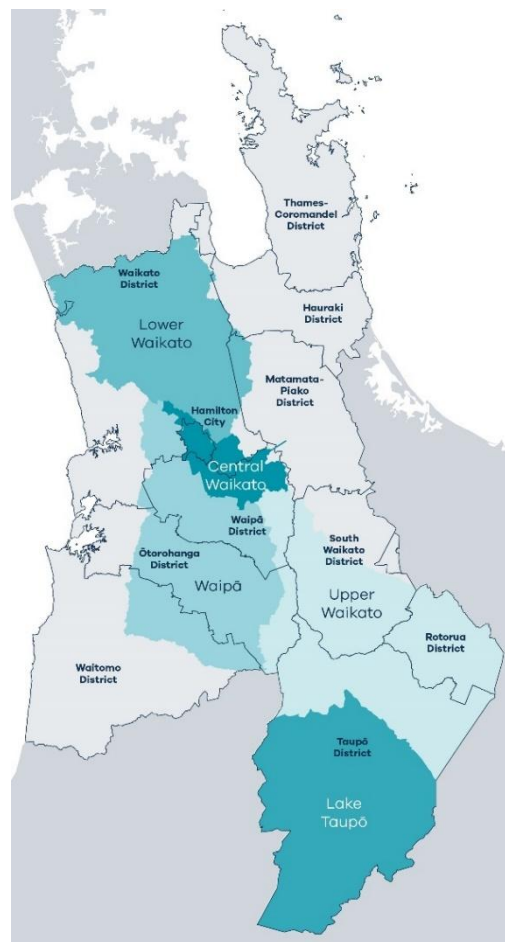 Thames-
Coromandel
District
Waikato
District
Hauraki
District
Lower
Waikato
Matamata-
Piako
District
Hamilton
City
Central
Waikato
Waipā
District
South
Waikato
District
Ōtorohanga
District
Waipā
Upper
Waikato
Rotorua
District
Waitomo
District
Taupō
District
Lake
Taupō